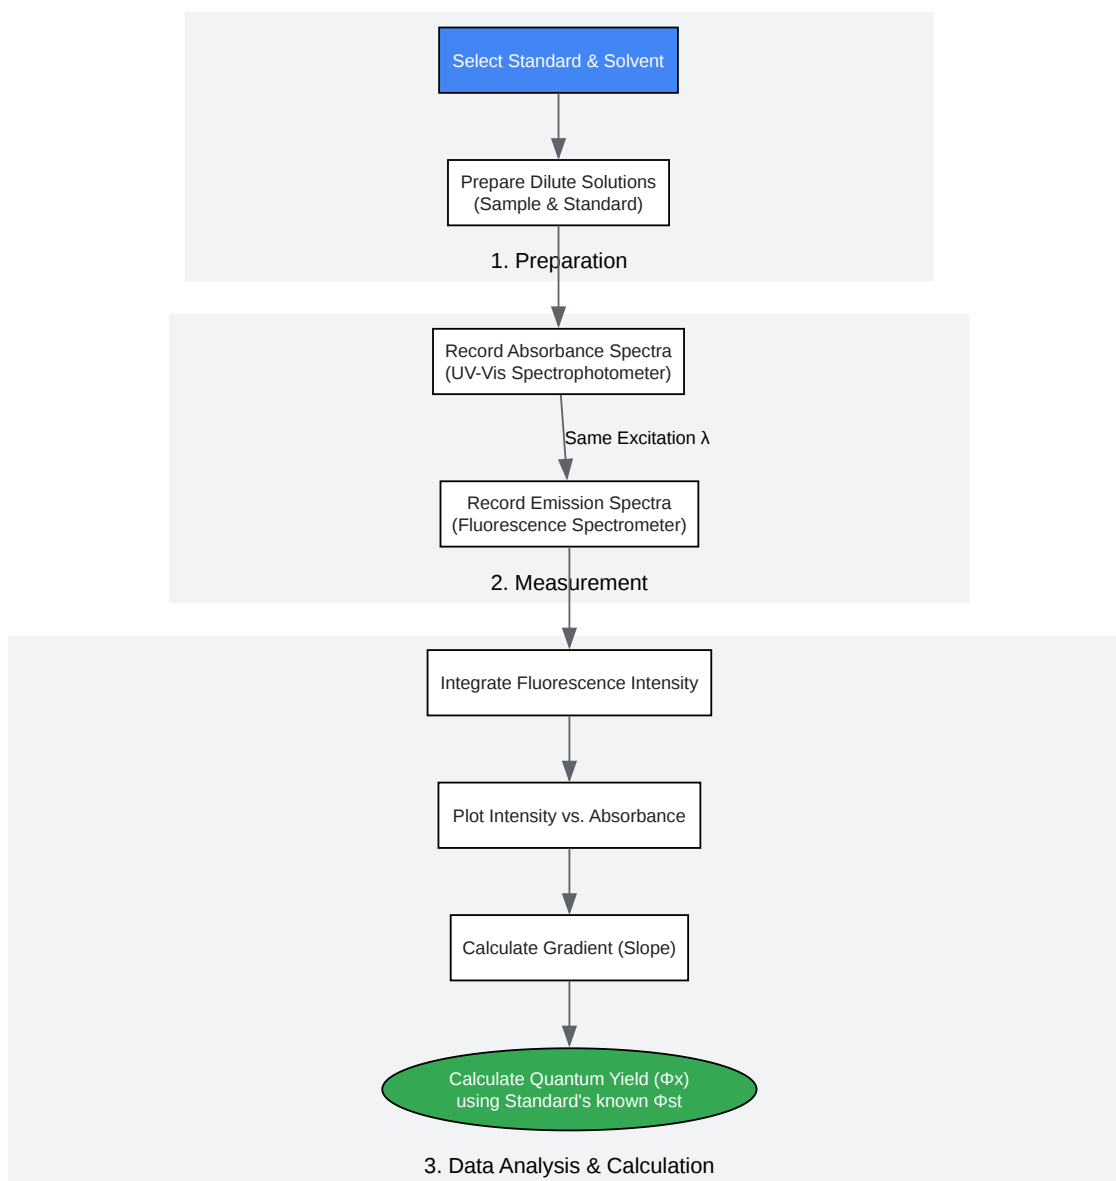 Select Standard & Solvent
Prepare Dilute Solutions
(Sample & Standard)
1. Preparation
Record Absorbance Spectra
(UV-Vis Spectrophotometer)
Same Excitation λ
Record Emission Spectra
(Fluorescence Spectrometer)
2. Measurement
Integrate Fluorescence Intensity
Plot Intensity vs. Absorbance
Calculate Gradient (Slope)
Calculate Quantum Yield (Φx)
using Standard's known Φst
3. Data Analysis & Calculation